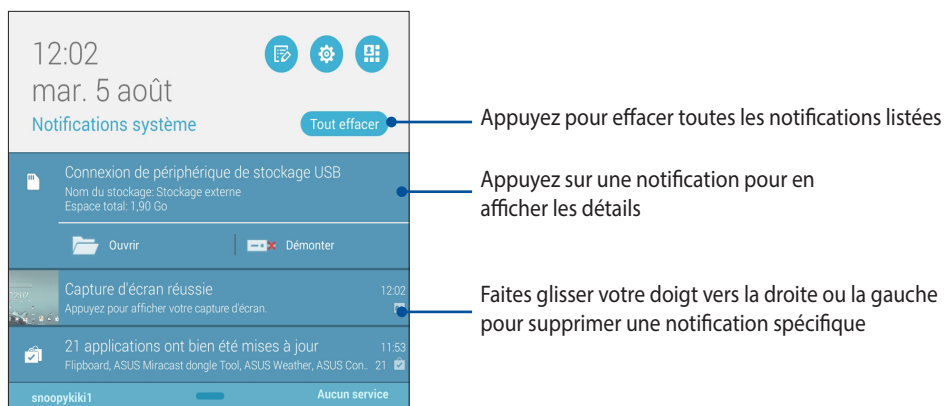 12:02
mar. 5 août
Notifications système
Tout effacer
Appuyez pour effacer toutes les notifications listées
Connexion de périphérique de stockage USB
Nom du stockage: Stockage externe
Espace total: 1,90 Go
Appuyez sur une notification pour en
afficher les détails
Ouvrir
Démonter
Capture d'écran réussie 12:02
Appuyez pour afficher votre capture d'écran.
Faites glisser votre doigt vers la droite ou la gauche
pour supprimer une notification spécifique
21 applications ont bien été mises à jour 11:53
Flipboard, ASUS Miracast dongle Tool, ASUS Weather, ASUS Con.. 21
snoopykiki1 Aucun service